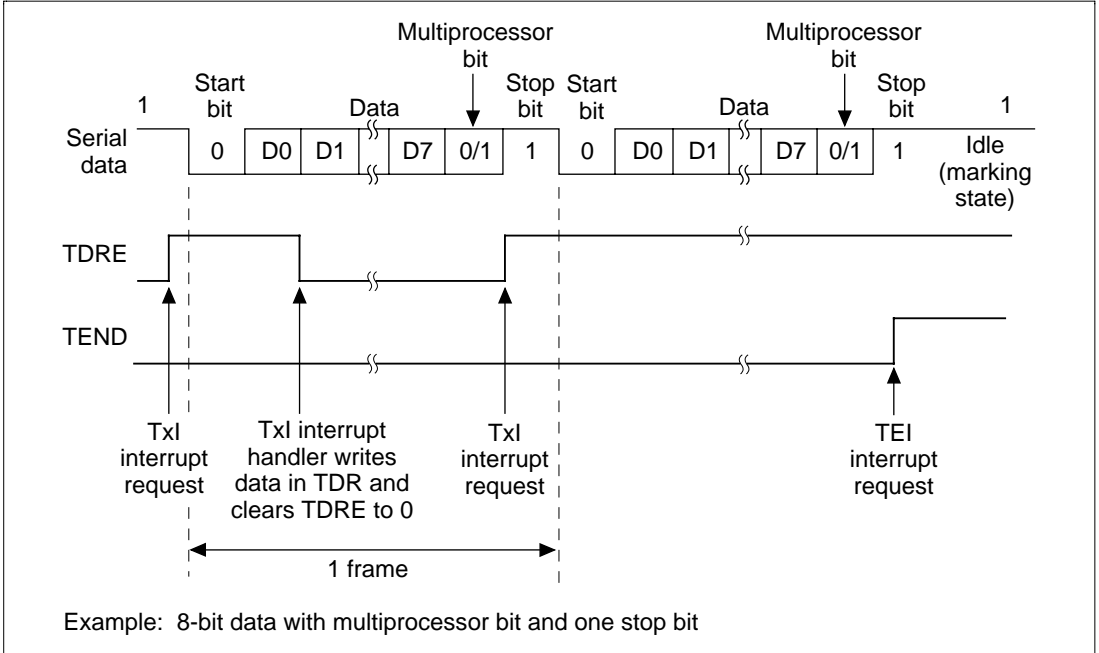 Multiprocessor bit
Multiprocessor bit
Start bit
Stop bit
Start bit
Stop bit
1
Data
Data
1
Serial data
0
D0
D1
D7
0/1
1
0
D0
D1
D7
0/1
1
Idle (marking state)
TDRE
TEND
TxI interrupt request
TxI interrupt handler writes data in TDR and clears TDRE to 0
TxI interrupt request
TEI interrupt request
1 frame
Example: 8-bit data with multiprocessor bit and one stop bit